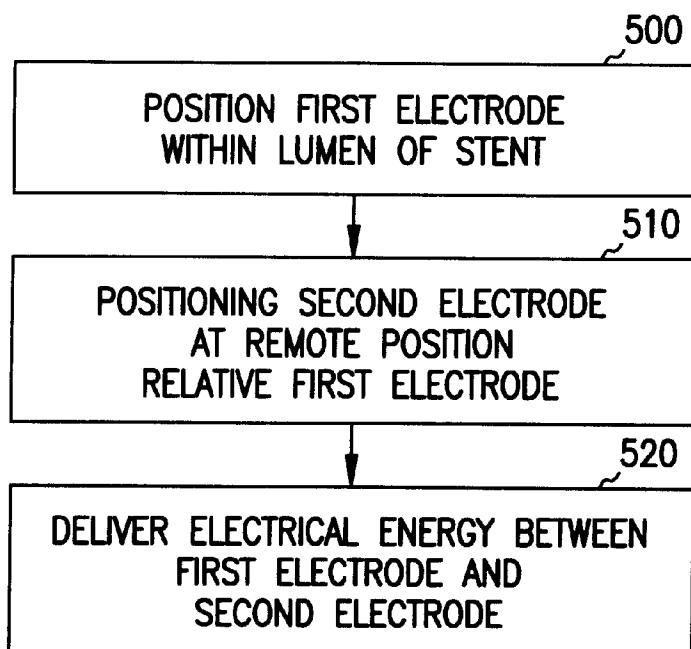 500
POSITION FIRST ELECTRODE
WITHIN LUMEN OF STENT
510
POSITIONING SECOND ELECTRODE
AT REMOTE POSITION
RELATIVE FIRST ELECTRODE
520
DELIVER ELECTRICAL ENERGY BETWEEN
FIRST ELECTRODE AND
SECOND ELECTRODE